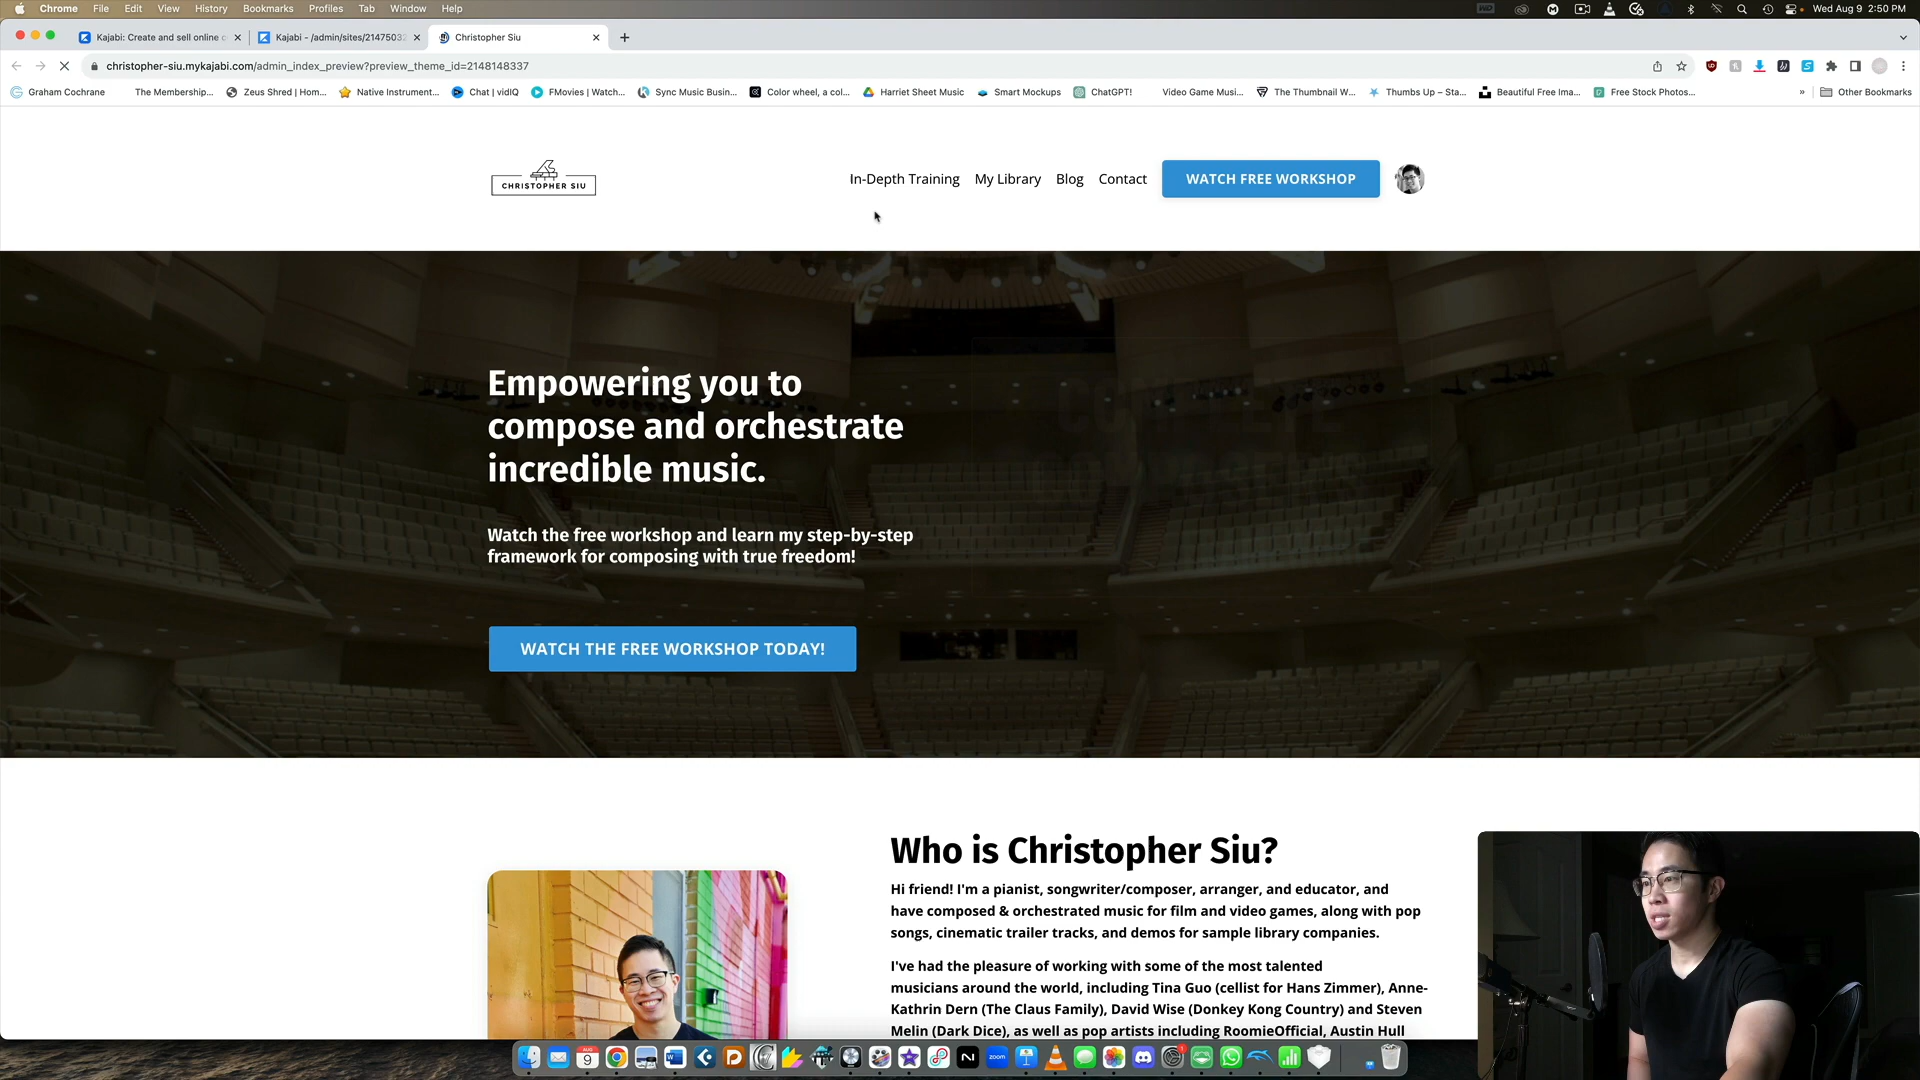 Chrome File Edit View History Bookmarks Profiles Tab Window Help Wed Aug 9 2:50 PM
Kajabi: Create and sell online c
Kajabi - /admin/sites/21475032
Christopher Siu
christopher-siu.mykajabi.com/admin_index_preview?preview_theme_id=2148148337
Graham Cochrane The Membership... Zeus Shred | Hom... Native Instrument... Chat | vidIQ FMovies | Watch... Sync Music Busin... Color wheel, a col... Harriet Sheet Music Smart Mockups ChatGPT! Video Game Musi... The Thumbnail W... Thumbs Up – Sta... Beautiful Free Ima... Free Stock Photos... » Other Bookmarks
CHRISTOPHER SIU
In-Depth Training My Library Blog Contact WATCH FREE WORKSHOP
Empowering you to
compose and orchestrate
incredible music.
Watch the free workshop and learn my step-by-step
framework for composing with true freedom!
WATCH THE FREE WORKSHOP TODAY!
Who is Christopher Siu?
Hi friend! I'm a pianist, songwriter/composer, arranger, and educator, and
have composed & orchestrated music for film and video games, along with pop
songs, cinematic trailer tracks, and demos for sample library companies.
I've had the pleasure of working with some of the most talented
musicians around the world, including Tina Guo (cellist for Hans Zimmer), Anne-
Kathrin Dern (The Claus Family), David Wise (Donkey Kong Country) and Steven
Melin (Dark Dice), as well as pop artists including RoomieOfficial, Austin Hull
AUG
9
zoom
1